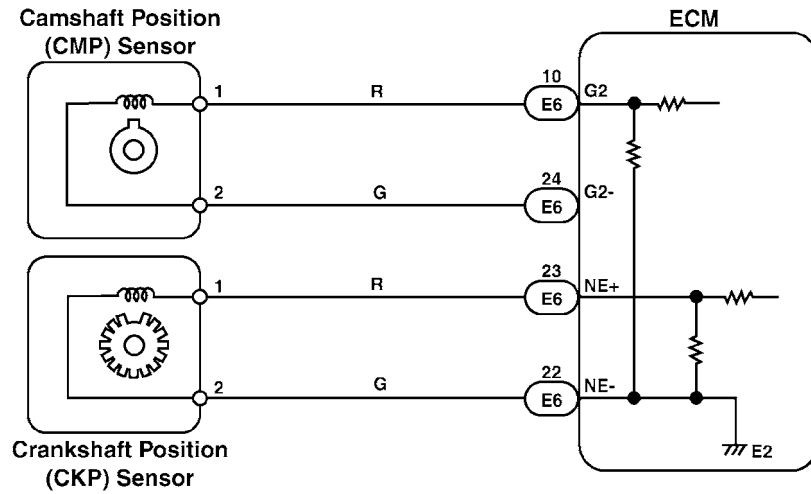 Camshaft Position
(CMP) Sensor
ECM
1
R
10
E6
G2
2
G
24
E6
G2-
1
R
23
E6
NE+
2
G
22
E6
NE-
E2
Crankshaft Position
(CKP) Sensor